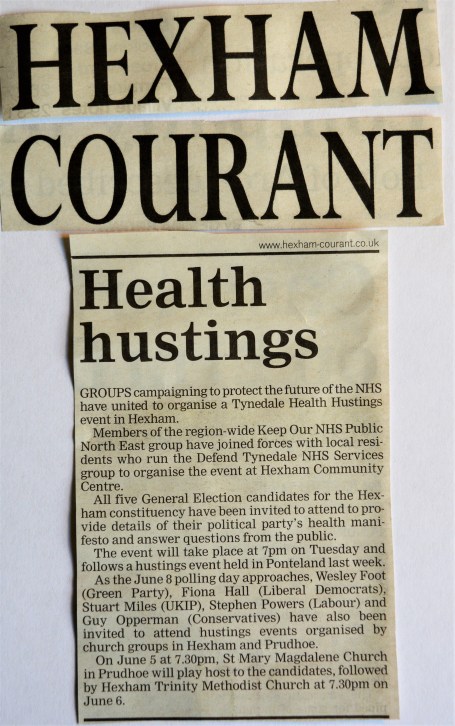 HEXHAM
COURANT
www.hexham-courant.co.uk
Health
hustings
GROUPS campaigning to protect the future of the NHS
have united to organise a Tynedale Health Hustings
event in Hexham.
Members of the region-wide Keep Our NHS Public
North East group have joined forces with local resi-
dents who run the Defend Tynedale NHS Services
group to organise the event at Hexham Community
Centre.
All five General Election candidates for the Hex-
ham constituency have been invited to attend to pro-
vide details of their political party's health mani-
festo and answer questions from the public.
The event will take place at 7pm on Tuesday and
follows a hustings event held in Ponteland last week.
As the June 8 polling day approaches, Wesley Foot
(Green Party), Fiona Hall (Liberal Democrats),
Stuart Miles (UKIP), Stephen Powers (Labour) and
Guy Opperman (Conservatives) have also been
invited to attend hustings events organised by
church groups in Hexham and Prudhoe.
On June 5 at 7.30pm, St Mary Magdalene Church
in Prudhoe will play host to the candidates, followed
by Hexham Trinity Methodist Church at 7.30pm on
June 6.